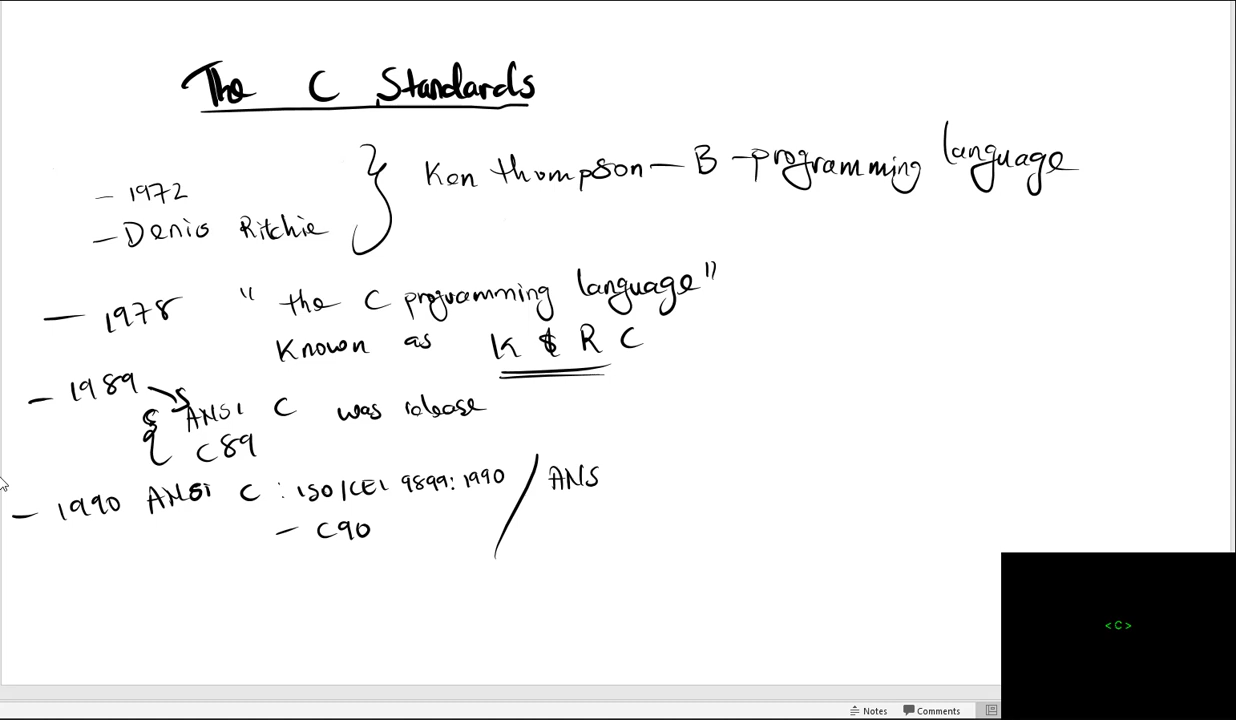 The C Standards
- 1972
- Denis Ritchie } Ken thompson - B - programming language
- 1978 "the C programming language"
Known as K & R C
- 1989
{ ANSI C was release
C89
- 1990 ANSI C : ISO/CEI 9899:1990 / ANS
- C90
<C>
Notes Comments